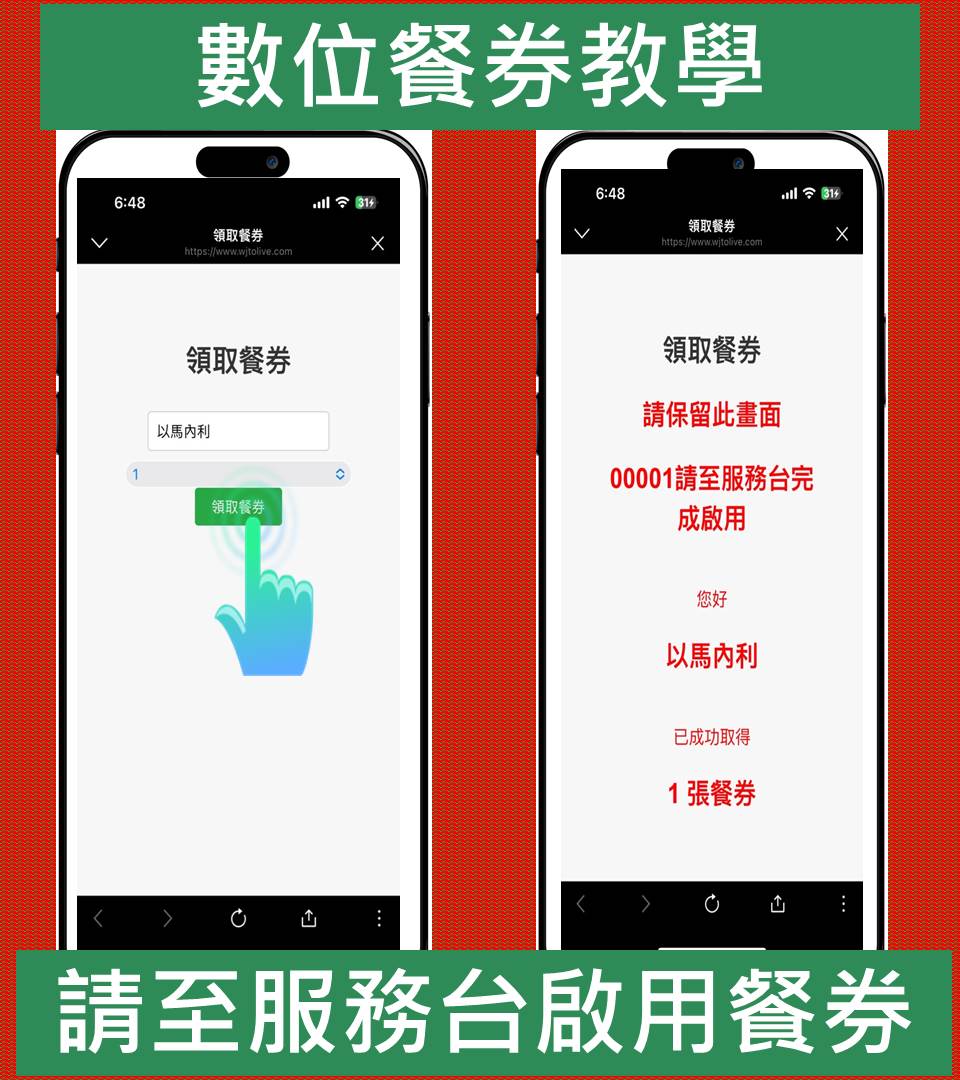 數位餐券教學
6:48
31
領取餐券
https://www.wjtolive.com
領取餐券
以馬內利
1
領取餐券
6:48
31
領取餐券
https://www.wjtolive.com
領取餐券
請保留此畫面
00001請至服務台完
成啟用
您好
以馬內利
已成功取得
1 張餐券
請至服務台啟用餐券